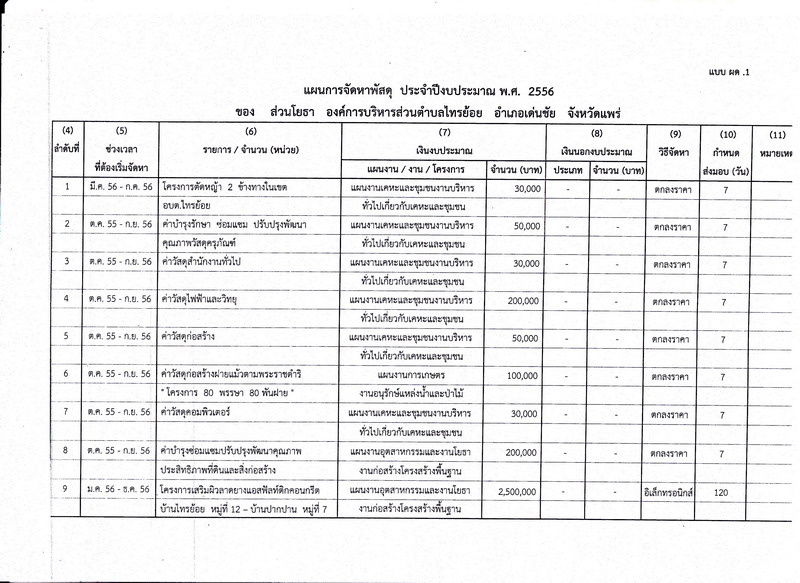 แบบ ผด .1
แผนการจัดหาพัสดุ ประจำปีงบประมาณ พ.ศ. 2556
ของ ส่วนโยธา องค์การบริหารส่วนตำบลไทรย้อย อำเภอเด่นชัย จังหวัดแพร่
(4) (5) (6) (7) (8) (9) (10) (11)
ลำดับที่ ช่วงเวลา รายการ / จำนวน (หน่วย) เงินงบประมาณ เงินนอกงบประมาณ วิธีจัดหา กำหนด หมายเหต
ที่ต้องเริ่มจัดหา แผนงาน / งาน / โครงการ จำนวน (บาท) ประเภท จำนวน (บาท) ส่งมอบ (วัน)
1 มี.ค. 56 - ก.ค. 56 โครงการตัดหญ้า 2 ข้างทางในเขต แผนงานเคหะและชุมชนงานบริหาร 30,000 - - ตกลงราคา 7
อบต.ไทรย้อย ทั่วไปเกี่ยวกับเคหะและชุมชน
2 ต.ค. 55 - ก.ย. 56 ค่าบำรุงรักษา ซ่อมแซม ปรับปรุงพัฒนา แผนงานเคหะและชุมชนงานบริหาร 50,000 - - ตกลงราคา 7
คุณภาพวัสดุครุภัณฑ์ ทั่วไปเกี่ยวกับเคหะและชุมชน
3 ต.ค. 55 - ก.ย. 56 ค่าวัสดุสำนักงานทั่วไป แผนงานเคหะและชุมชนงานบริหาร 30,000 - - ตกลงราคา 7
ทั่วไปเกี่ยวกับเคหะและชุมชน
4 ต.ค. 55 - ก.ย. 56 ค่าวัสดุไฟฟ้าและวิทยุ แผนงานเคหะและชุมชนงานบริหาร 200,000 - - ตกลงราคา 7
ทั่วไปเกี่ยวกับเคหะและชุมชน
5 ต.ค. 55 - ก.ย. 56 ค่าวัสดุก่อสร้าง แผนงานเคหะและชุมชนงานบริหาร 50,000 - - ตกลงราคา 7
ทั่วไปเกี่ยวกับเคหะและชุมชน
6 ต.ค. 55 - ก.ย. 56 ค่าวัสดุก่อสร้างฝายแม้วตามพระราชดำริ แผนงานการเกษตร 100,000 - - ตกลงราคา 7
" โครงการ 80 พรรษา 80 พันฝาย " งานอนุรักษ์แหล่งน้ำและป่าไม้
7 ต.ค. 55 - ก.ย. 56 ค่าวัสดุคอมพิวเตอร์ แผนงานเคหะและชุมชนงานบริหาร 30,000 - - ตกลงราคา 7
ทั่วไปเกี่ยวกับเคหะและชุมชน
8 ต.ค. 55 - ก.ย. 56 ค่าบำรุงซ่อมแซมปรับปรุงพัฒนาคุณภาพ แผนงานอุตสาหกรรมและงานโยธา 200,000 - - ตกลงราคา 7
ประสิทธิภาพที่ดินและสิ่งก่อสร้าง งานก่อสร้างโครงสร้างพื้นฐาน
9 ม.ค. 56 - ธ.ค. 56 โครงการเสริมผิวลาดยางแอสฟัลท์ติกคอนกรีต แผนงานอุตสาหกรรมและงานโยธา 2,500,000 - - อิเล็กทรอนิกส์ 120
บ้านไทรย้อย หมู่ที่ 12 – บ้านปากปาน หมู่ที่ 7 งานก่อสร้างโครงสร้างพื้นฐาน